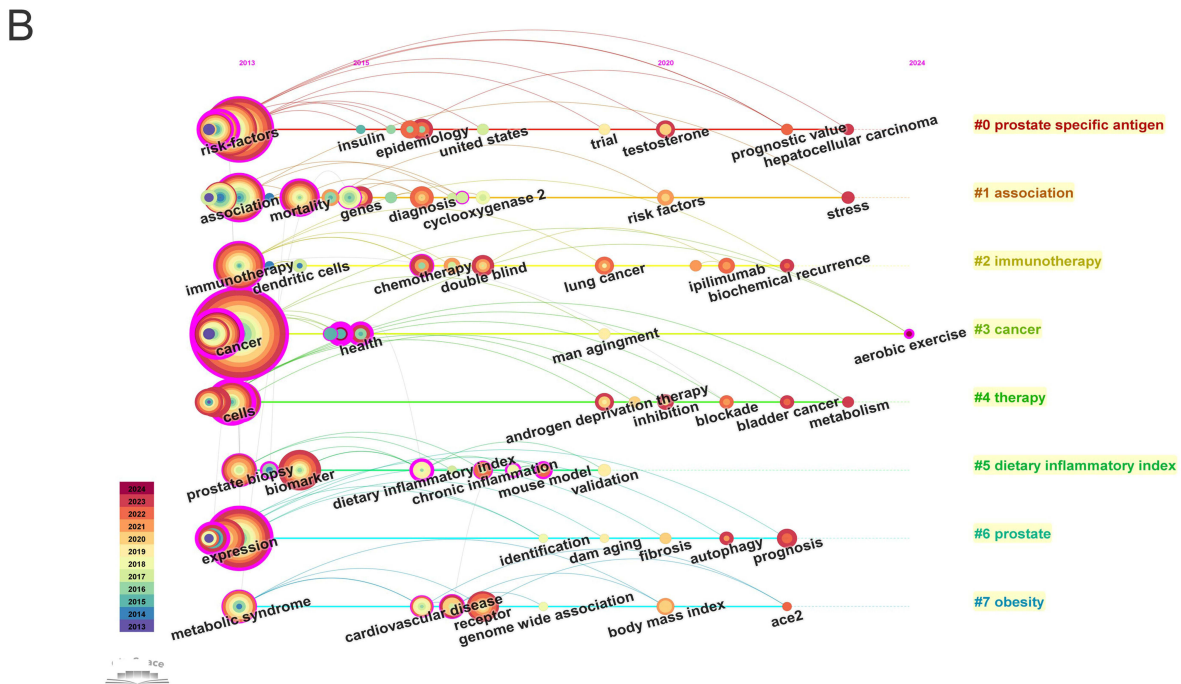 B
2013 2015 2020 2024
risk-factors insulin epidemiology united states trial testosterone prognostic value hepatocellular carcinoma
#0 prostate specific antigen
association mortality genes diagnosis cyclooxygenase 2 risk factors stress
#1 association
immunotherapy dendritic cells chemotherapy double blind lung cancer ipilimumab biochemical recurrence
#2 immunotherapy
cancer health man agingment aerobic exercise
#3 cancer
cells androgen deprivation therapy inhibition blockade bladder cancer metabolism
#4 therapy
prostate biopsy biomarker dietary inflammatory index chronic inflammation mouse model validation
#5 dietary inflammatory index
expression identification dam aging fibrosis autophagy prognosis
#6 prostate
metabolic syndrome cardiovascular disease receptor genome wide association body mass index ace2
#7 obesity
2024
2023
2022
2021
2020
2019
2018
2017
2016
2015
2014
2013